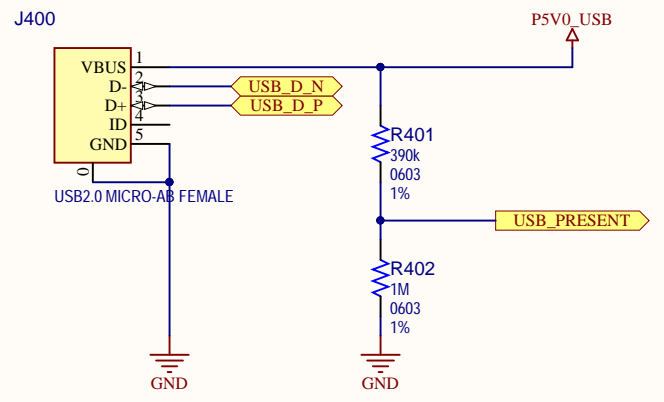 J400
P5V0_USB
VBUS 1
D- 2 USB_D_N
D+ 3 USB_D_P
ID 4
GND 5
0
USB2.0 MICRO-AB FEMALE
R401
390k
0603
1%
USB_PRESENT
R402
1M
0603
1%
GND
GND